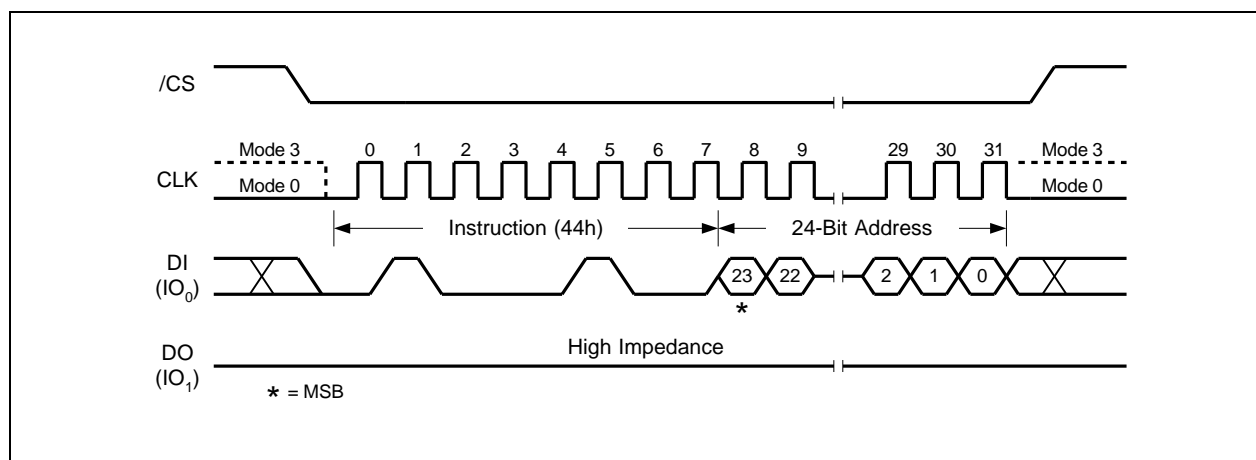 /CS
Mode 3 0 1 2 3 4 5 6 7 8 9 29 30 31 Mode 3
CLK
Mode 0 Mode 0
Instruction (44h) 24-Bit Address
DI
(IO0)
23 22 2 1 0
*
High Impedance
DO
(IO1)
* = MSB